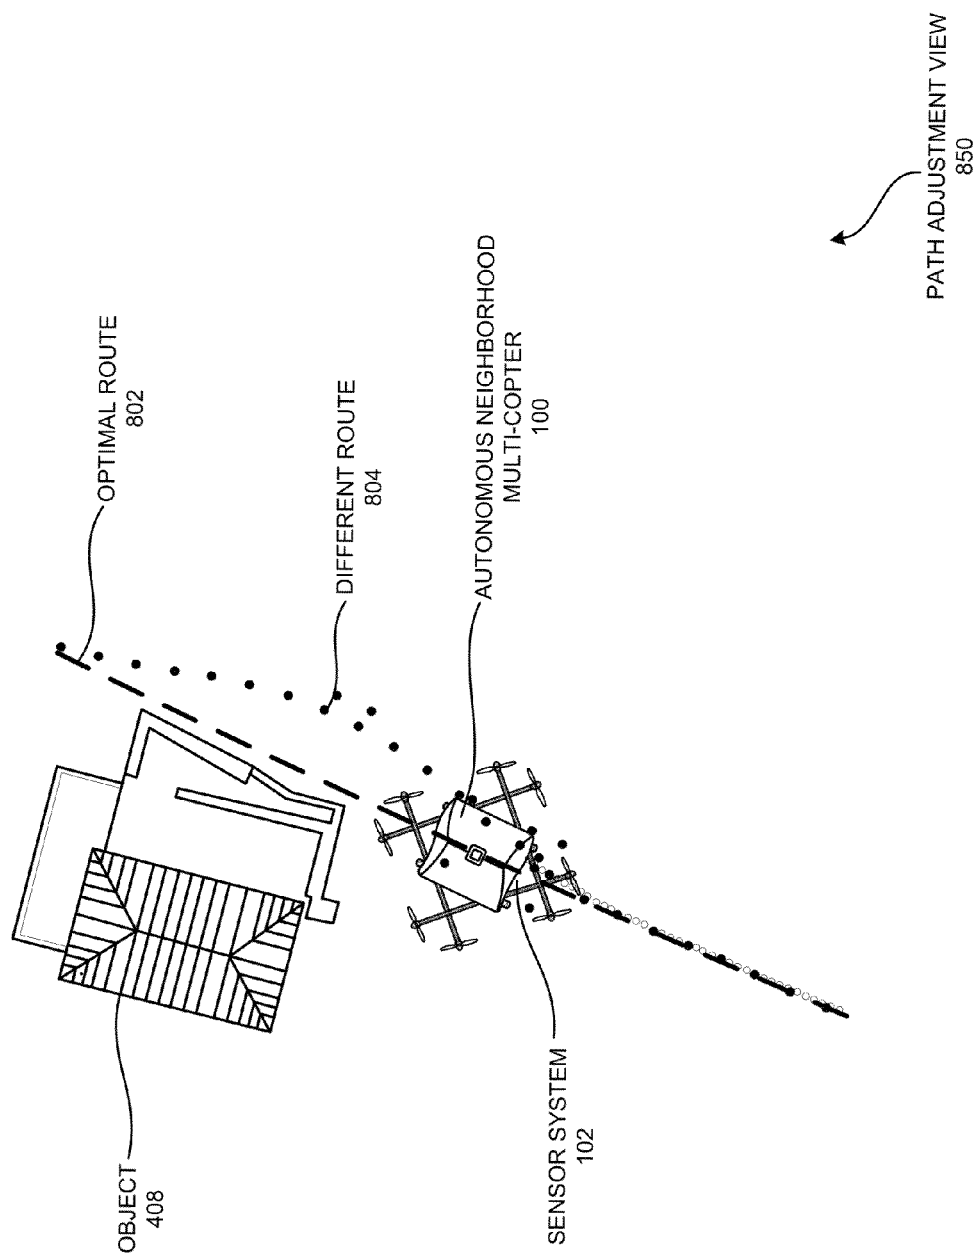 OBJECT
408
SENSOR SYSTEM
102
OPTIMAL ROUTE
802
DIFFERENT ROUTE
804
AUTONOMOUS NEIGHBORHOOD
MULTI-COPTER
100
PATH ADJUSTMENT VIEW
850